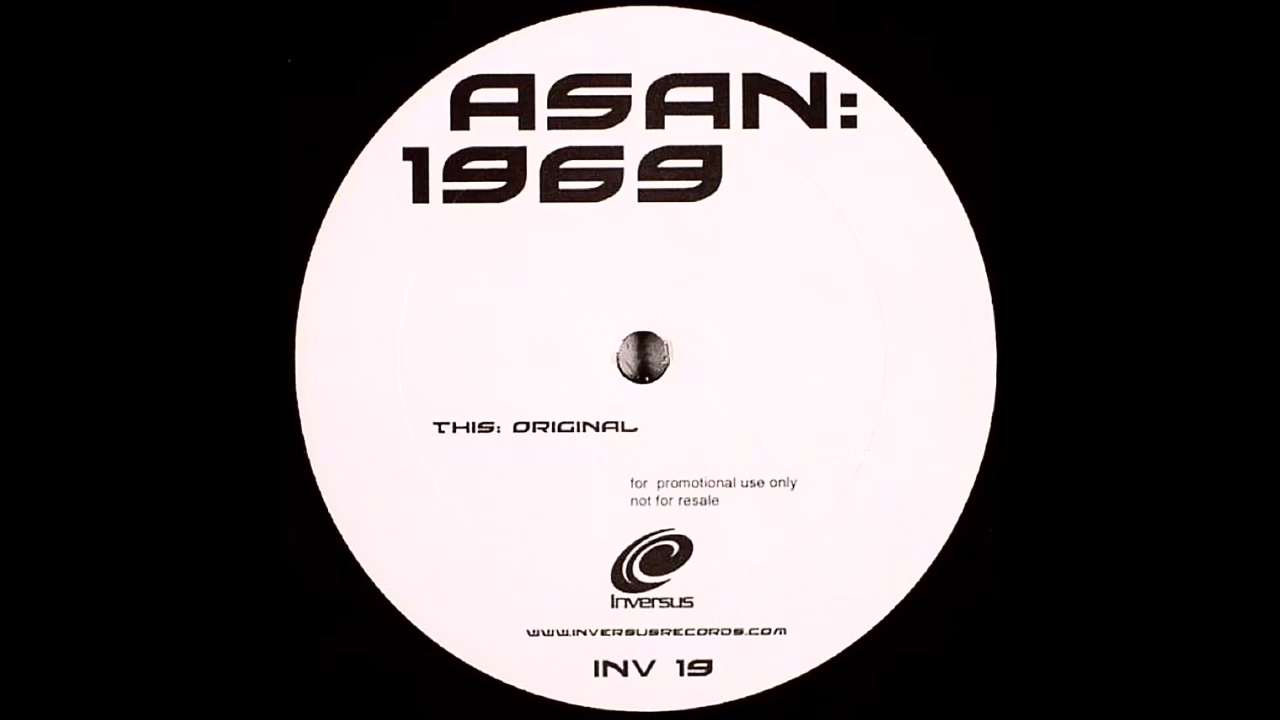 ASAN:
1969
THIS: ORIGINAL
for promotional use only
not for resale
Inversus
WWW.INVERSUSRECORDS.COM
INV 19